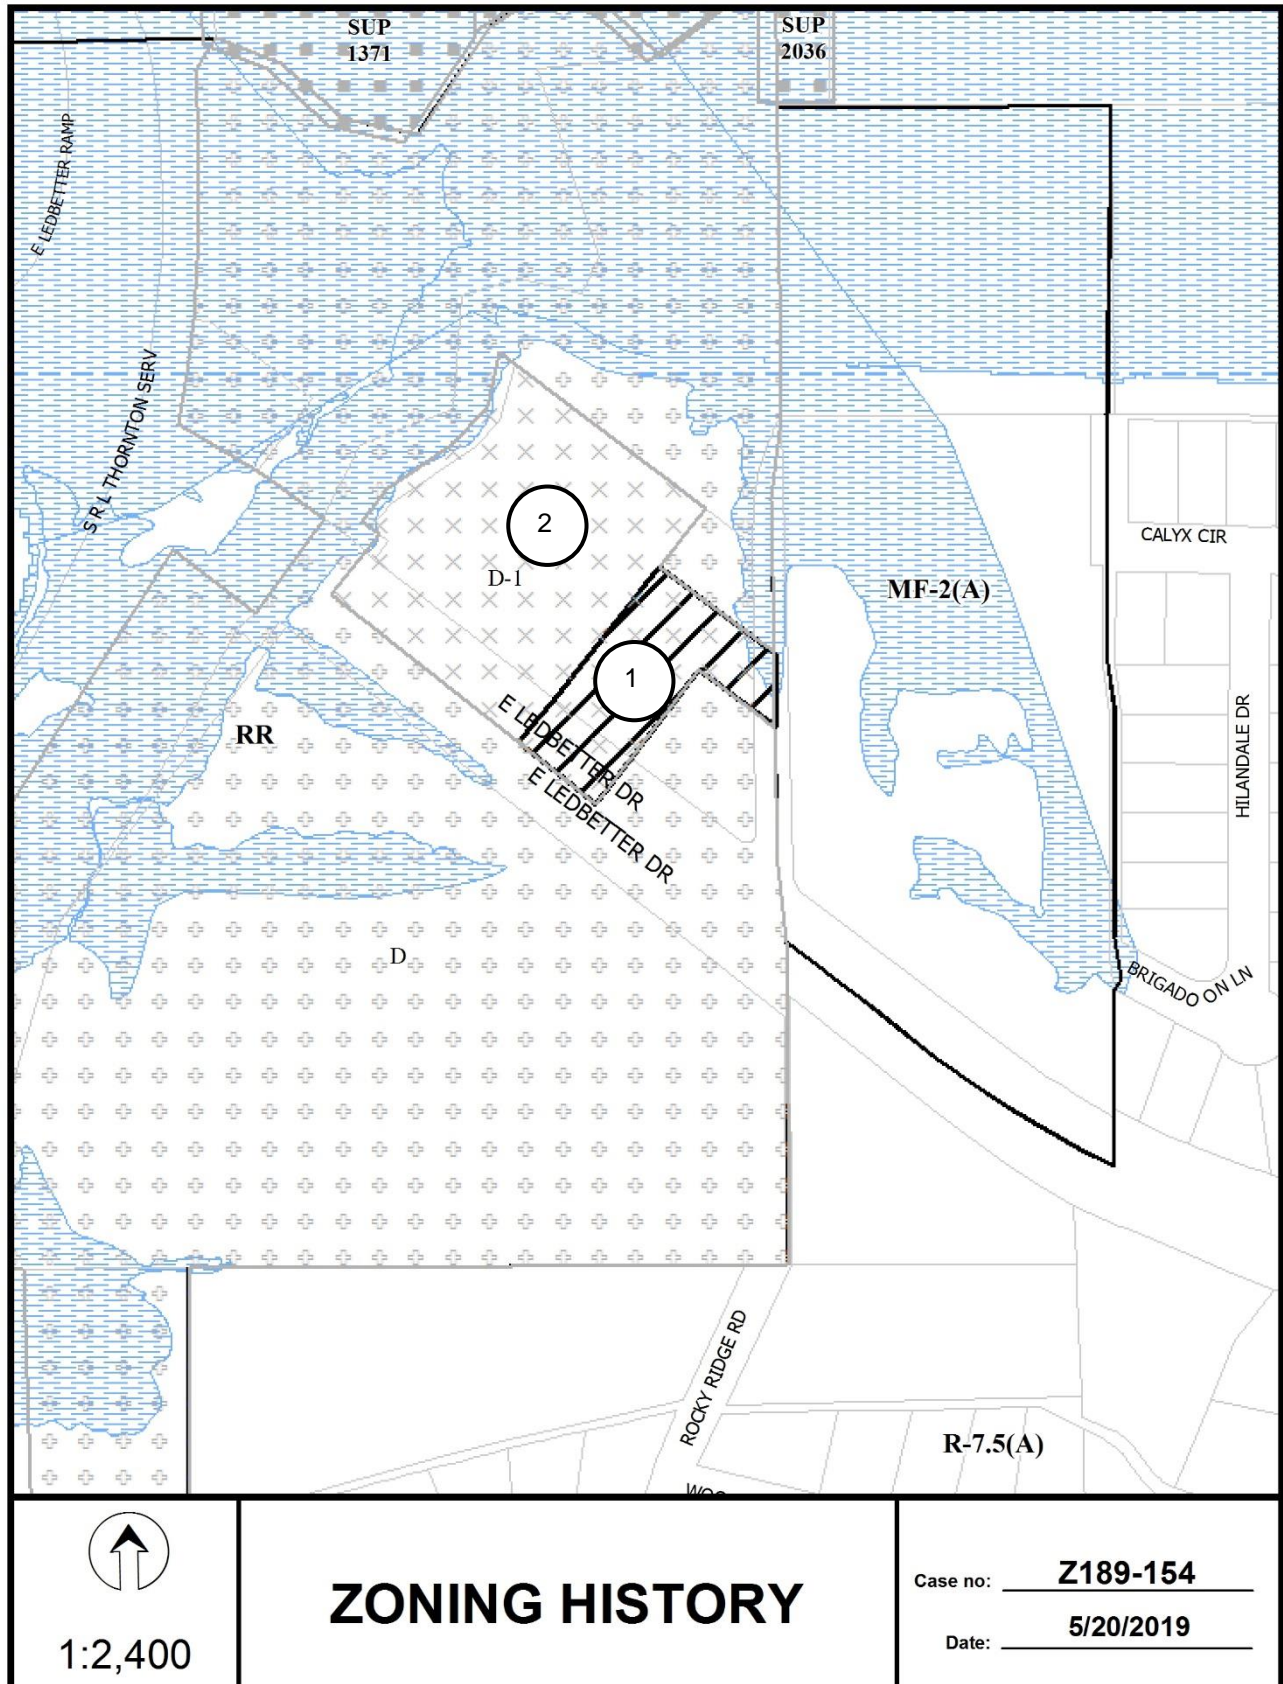 SUP
1371
SUP
2036
E LEDBETTER RAMP
S R L THORNTON SERV
2
D-1
CALYX CIR
MF-2(A)
1
E LEDBETTER DR
E LEDBETTER DR
RR
HILANDALE DR
D
BRIGADO ON LN
ROCKY RIDGE RD
R-7.5(A)
1:2,400
ZONING HISTORY
Case no: Z189-154
Date: 5/20/2019